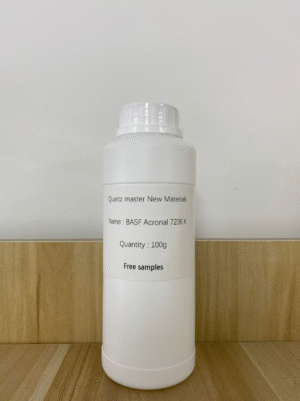 Quartz master New Materials
Name : BASF Acronal 7236 X
Quantity : 100g
Free samples